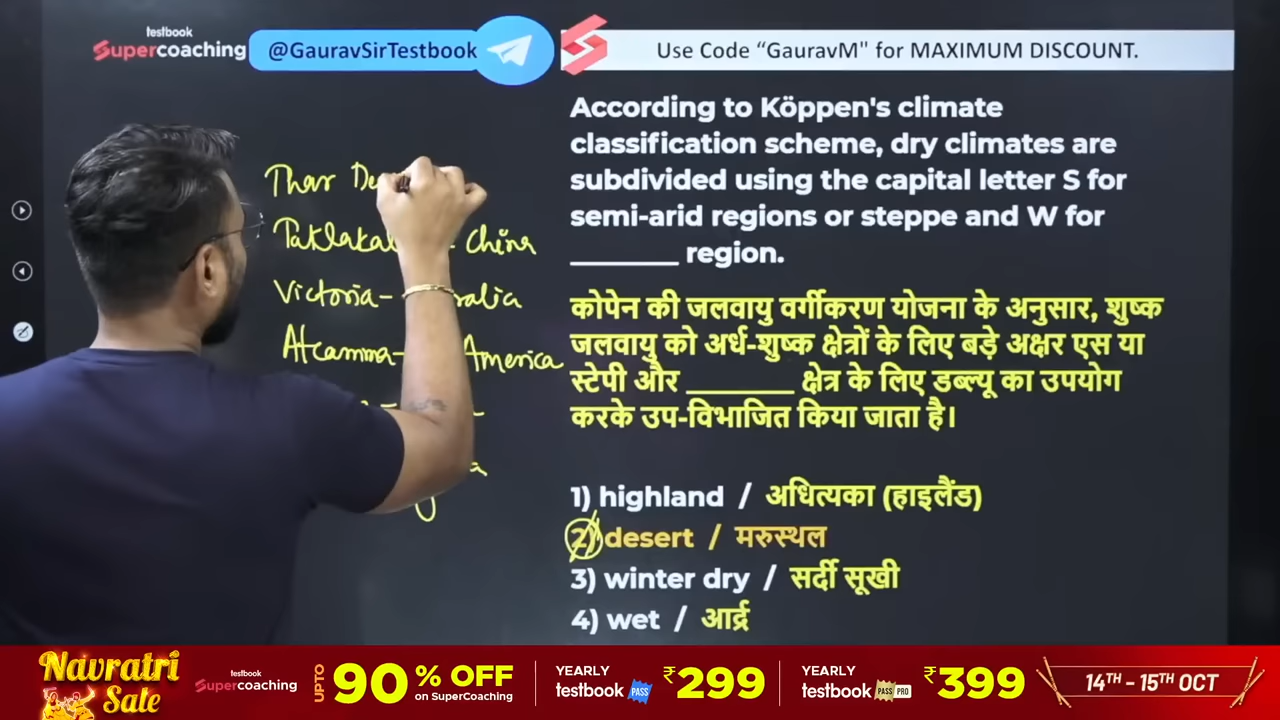 testbook
Supercoaching
@GauravSirTestbook
Use Code “GauravM" for MAXIMUM DISCOUNT.
According to Köppen's climate
classification scheme, dry climates are
subdivided using the capital letter S for
semi-arid regions or steppe and W for
________ region.
कोपेन की जलवायु वर्गीकरण योजना के अनुसार, शुष्क
जलवायु को अर्ध-शुष्क क्षेत्रों के लिए बड़े अक्षर एस या
स्टेपी और ________ क्षेत्र के लिए डब्ल्यू का उपयोग
करके उप-विभाजित किया जाता है।
1) highland / अधित्यका (हाइलैंड)
2) desert / मरुस्थल
3) winter dry / सर्दी सूखी
4) wet / आर्द्र
Thar De
Taklakal - China
Victoria- ralia
Atcamma- America
Navratri
Sale
testbook
Supercoaching
UPTO
90% OFF
on SuperCoaching
YEARLY
testbook PASS
₹299
YEARLY
testbook PASS PRO
₹399
14TH - 15TH OCT